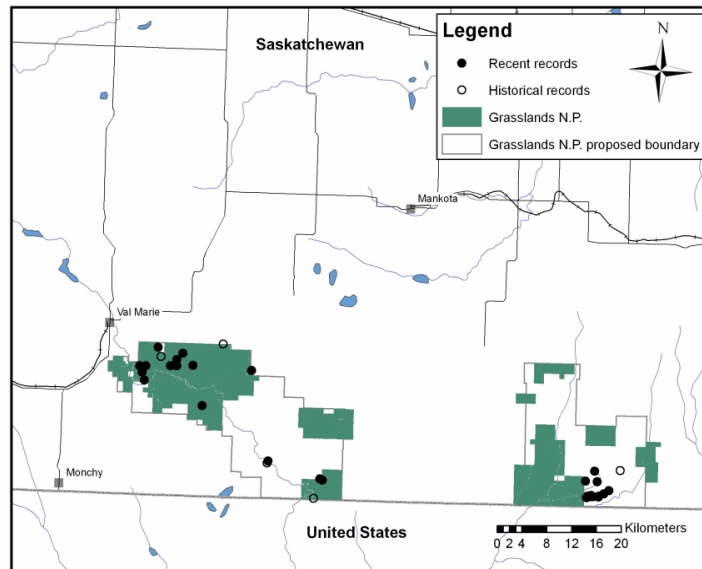 Saskatchewan
Legend
N
Recent records
Historical records
Grasslands N.P.
Grasslands N.P. proposed boundary
Mankota
Val Marie
Monchy
United States
Kilometers
0 2 4 8 12 16 20